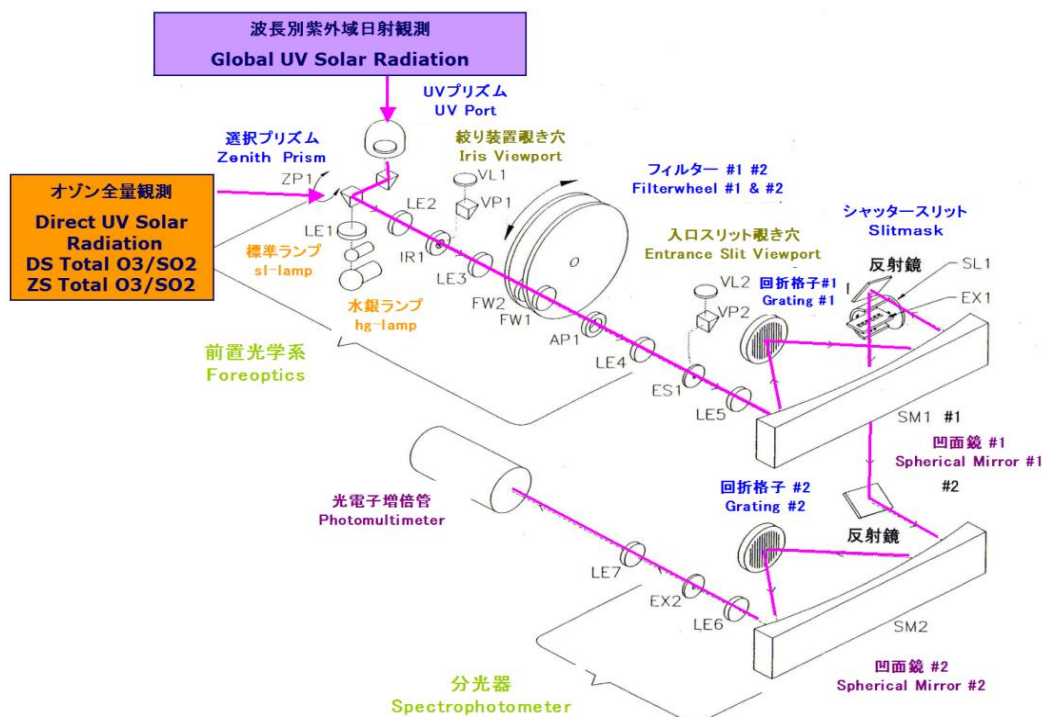 波長別紫外域日射観測
Global UV Solar Radiation
UVプリズム
UV Port
選択プリズム
Zenith Prism
絞り装置覗き穴
Iris Viewport
ZP1
VL1
VP1
オゾン全量観測
Direct UV Solar
Radiation
DS Total O3/SO2
ZS Total O3/SO2
LE1
LE2
標準ランプ
sl-lamp
IR1
LE3
水銀ランプ
hg-lamp
フィルター #1 #2
Filterwheel #1 & #2
FW2
FW1
AP1
シャッタースリット
Slitmask
入口スリット覗き穴
Entrance Slit Viewport
反射鏡
SL1
EX1
回折格子#1
Grating #1
VL2
VP2
LE4
ES1
LE5
前置光学系
Foreoptics
SM1 #1
凹面鏡 #1
Spherical Mirror #1
#2
反射鏡
回折格子 #2
Grating #2
光電子増倍管
Photomultimeter
LE7
EX2
LE6
SM2
凹面鏡 #2
Spherical Mirror #2
分光器
Spectrophotometer